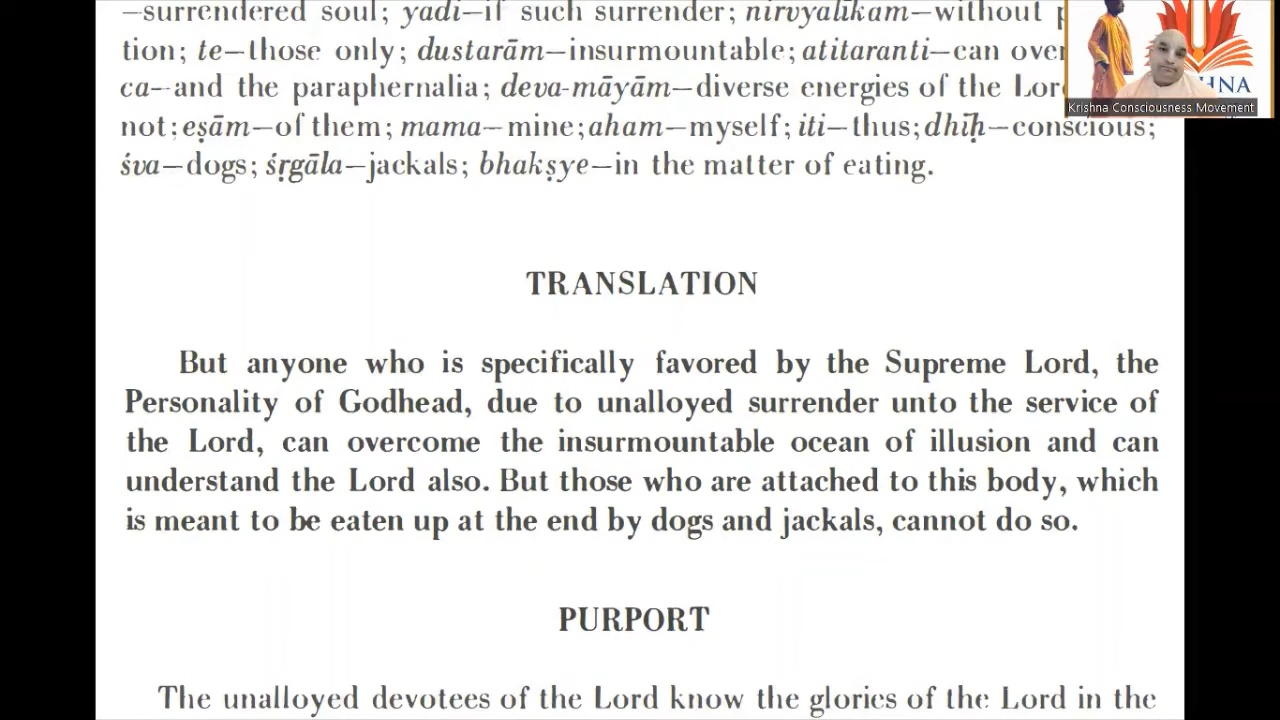 —surrendered soul; yadi—if such surrender; nirvyalīkam—without
tion; te—those only; dustarām—insurmountable; atitaranti—can
ca—and the paraphernalia; deva-māyām—diverse energies of the
not; eṣām—of them; mama—mine; aham—myself; iti—thus; dhīḥ—conscious;
śva—dogs; śṛgāla—jackals; bhakṣye—in the matter of eating.
TRANSLATION
But anyone who is specifically favored by the Supreme Lord, the
Personality of Godhead, due to unalloyed surrender unto the service of
the Lord, can overcome the insurmountable ocean of illusion and can
understand the Lord also. But those who are attached to this body, which
is meant to be eaten up at the end by dogs and jackals, cannot do so.
PURPORT
The unalloyed devotees of the Lord know the glories of the Lord in the
Krishna Consciousness Movement